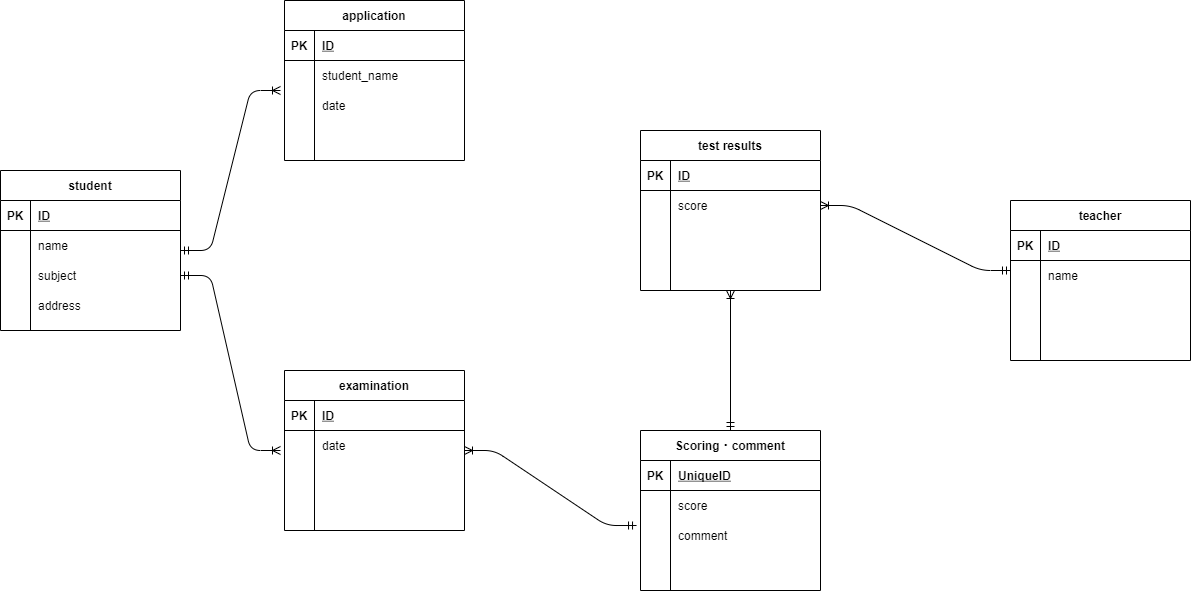 application
PK ID
student_name
date
student
PK ID
name
subject
address
examination
PK ID
date
test results
PK ID
score
Scoring・comment
PK UniqueID
score
comment
teacher
PK ID
name